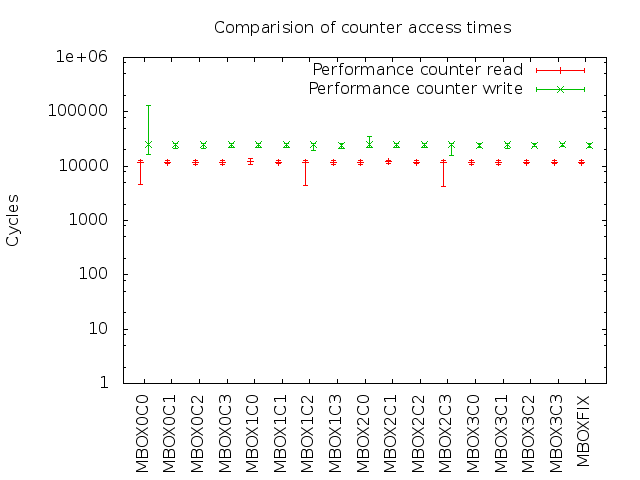 Comparision of counter access times
Performance counter read
Performance counter write
1e+06
100000
10000
1000
100
10
1
Cycles
MBOX0C0
MBOX0C1
MBOX0C2
MBOX0C3
MBOX1C0
MBOX1C1
MBOX1C2
MBOX1C3
MBOX2C0
MBOX2C1
MBOX2C2
MBOX2C3
MBOX3C0
MBOX3C1
MBOX3C2
MBOX3C3
MBOXFIX